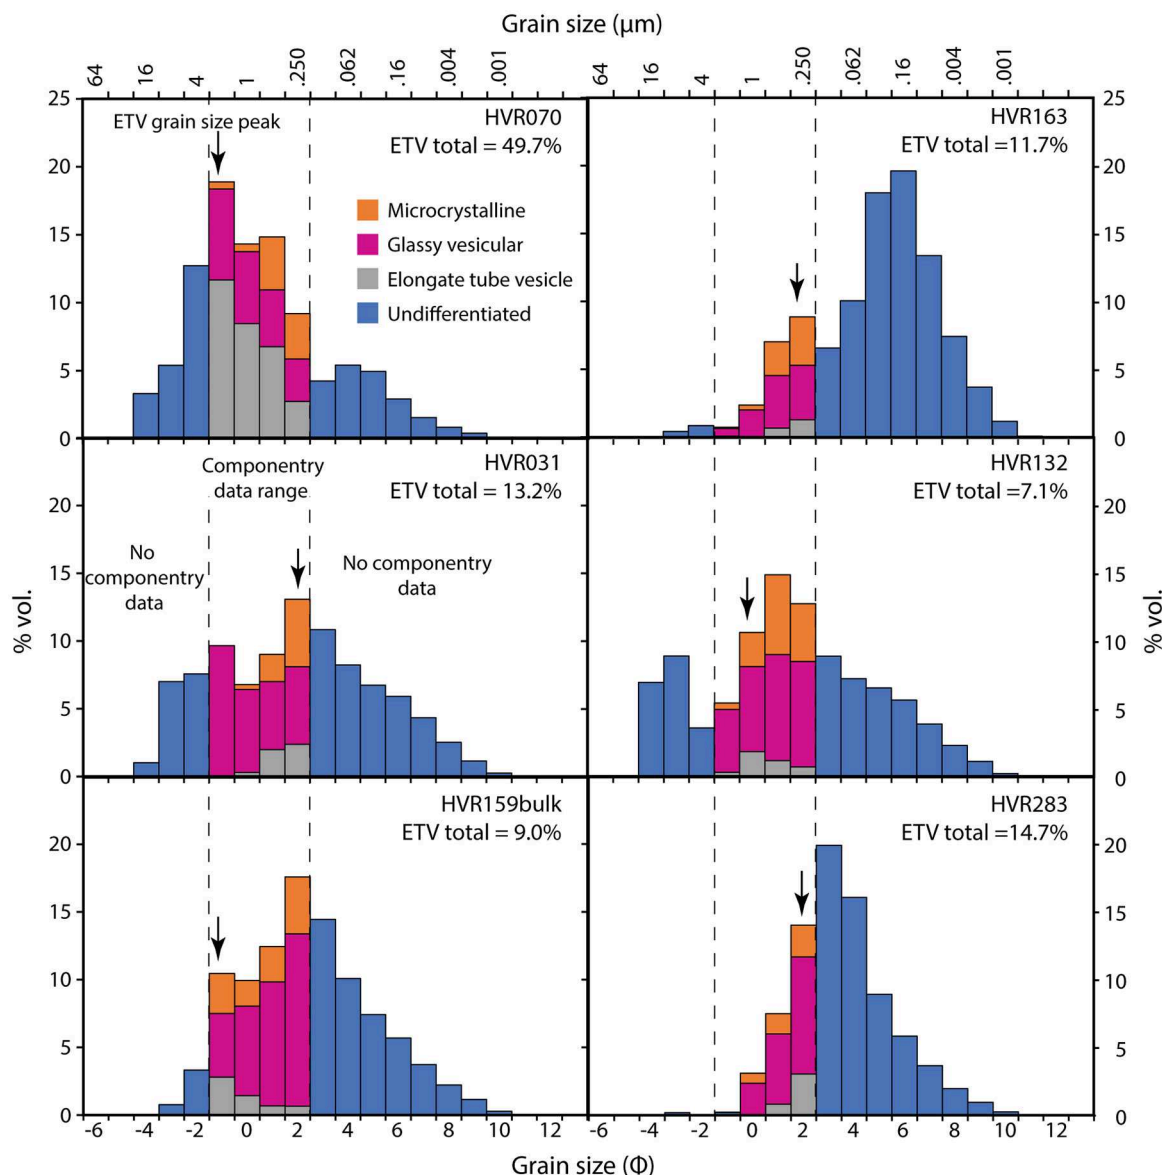 Grain size (μm)
64 16 4 1 .250 .062 .16 .004 .001
64 16 4 1 .250 .062 .16 .004 .001
25
20
15
10
5
0
ETV grain size peak
HVR070
ETV total = 49.7%
Microcrystalline
Glassy vesicular
Elongate tube vesicle
Undifferentiated
HVR163
ETV total =11.7%
25
20
15
10
5
0
% vol.
20
15
10
5
0
Componentry
data range
HVR031
ETV total = 13.2%
No
componentry
data
No componentry
data
HVR132
ETV total =7.1%
20
15
10
5
0
% vol.
20
15
10
5
0
HVR159bulk
ETV total = 9.0%
HVR283
ETV total =14.7%
20
15
10
5
0
-6 -2 0 2 4 6 8 10 12
-6 -2 0 2 4 6 8 10 12
Grain size (Φ)